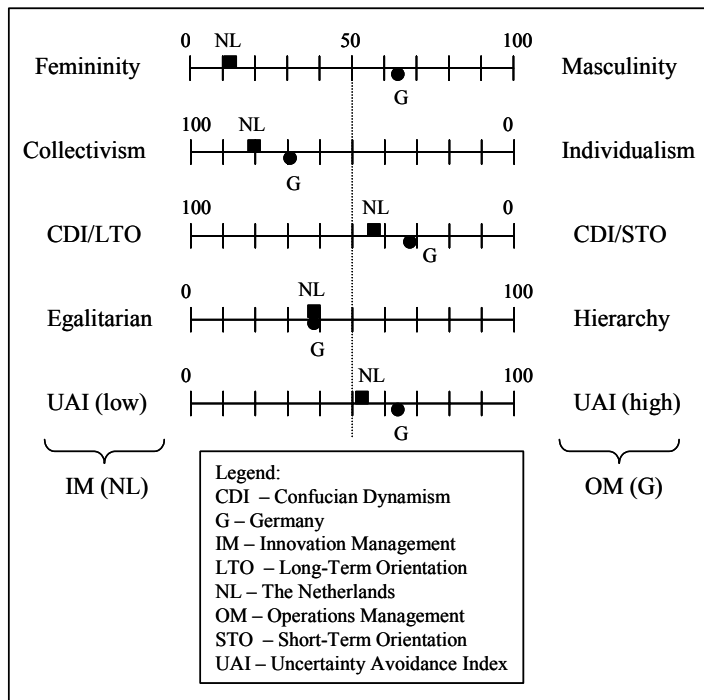 0 NL 50 100
Femininity Masculinity
G
100 NL 0
Collectivism Individualism
G
100 NL 0
CDI/LTO CDI/STO
G
0 NL 100
Egalitarian Hierarchy
G
0 NL 100
UAI (low) UAI (high)
G
IM (NL) OM (G)
Legend:
CDI – Confucian Dynamism
G – Germany
IM – Innovation Management
LTO – Long-Term Orientation
NL – The Netherlands
OM – Operations Management
STO – Short-Term Orientation
UAI – Uncertainty Avoidance Index